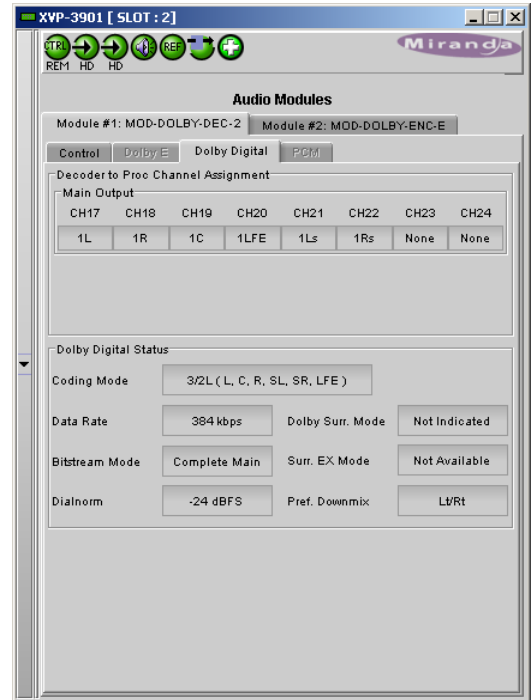 XVP-3901 [ SLOT : 2]
CTRL REF
REM HD HD
Miranda
Audio Modules
Module #1: MOD-DOLBY-DEC-2 Module #2: MOD-DOLBY-ENC-E
Control Dolby E Dolby Digital PCM
Decoder to Proc Channel Assignment
Main Output
CH17 CH18 CH19 CH20 CH21 CH22 CH23 CH24
1L 1R 1C 1LFE 1Ls 1Rs None None
Dolby Digital Status
Coding Mode 3/2L ( L, C, R, SL, SR, LFE )
Data Rate 384 kbps Dolby Surr. Mode Not Indicated
Bitstream Mode Complete Main Surr. EX Mode Not Available
Dialnorm -24 dBFS Pref. Downmix Lt/Rt